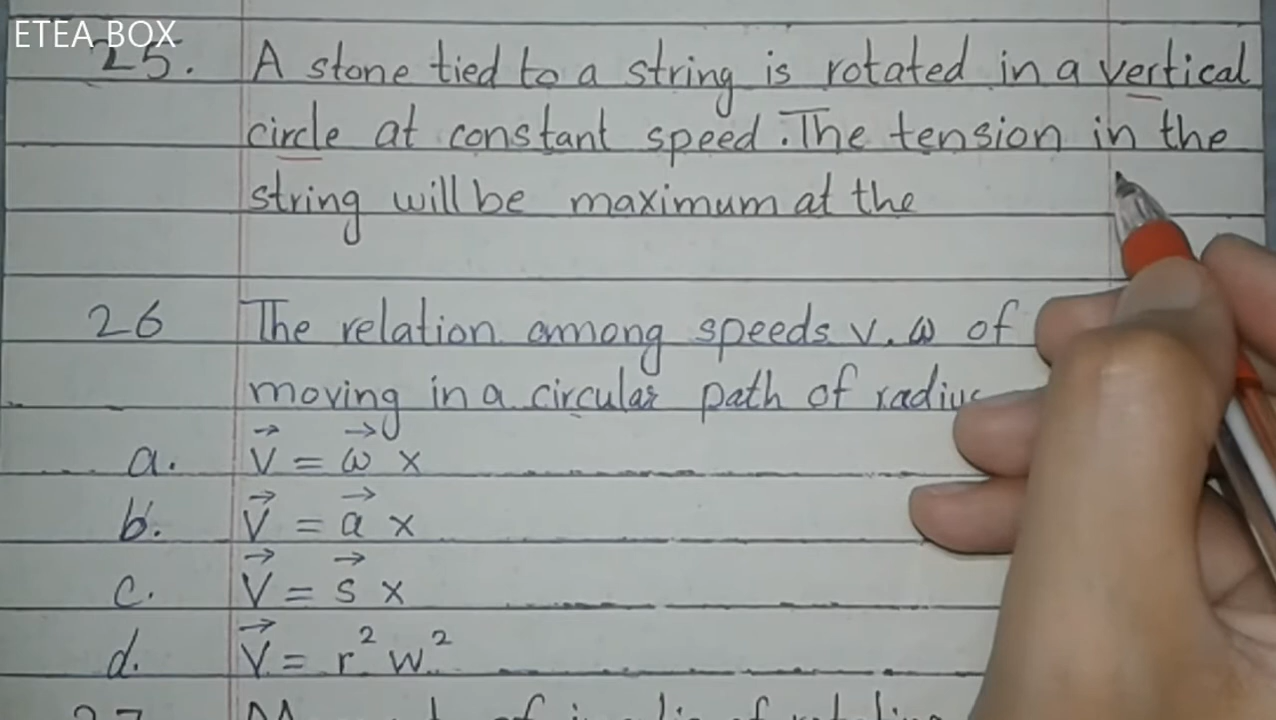 ETEA BOX
25. A stone tied to a string is rotated in a vertical
circle at constant speed. The tension in the
string will be maximum at the
26 The relation among speeds v, ω of
moving in a circular path of radius
a. v⃗ = ω⃗ ×
b. v⃗ = a⃗ ×
c. v⃗ = s⃗ ×
d. v⃗ = r² w²